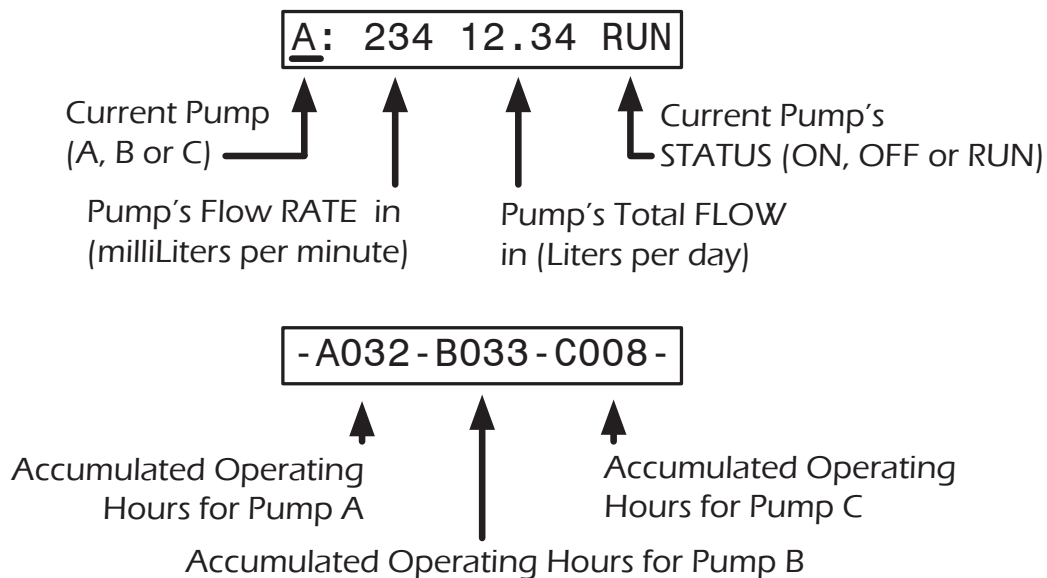 A: 234 12.34 RUN
Current Pump
(A, B or C)
Current Pump's
STATUS (ON, OFF or RUN)
Pump's Flow RATE in
(milliLiters per minute)
Pump's Total FLOW
in (Liters per day)
-A032-B033-C008-
Accumulated Operating
Hours for Pump A
Accumulated Operating
Hours for Pump C
Accumulated Operating Hours for Pump B